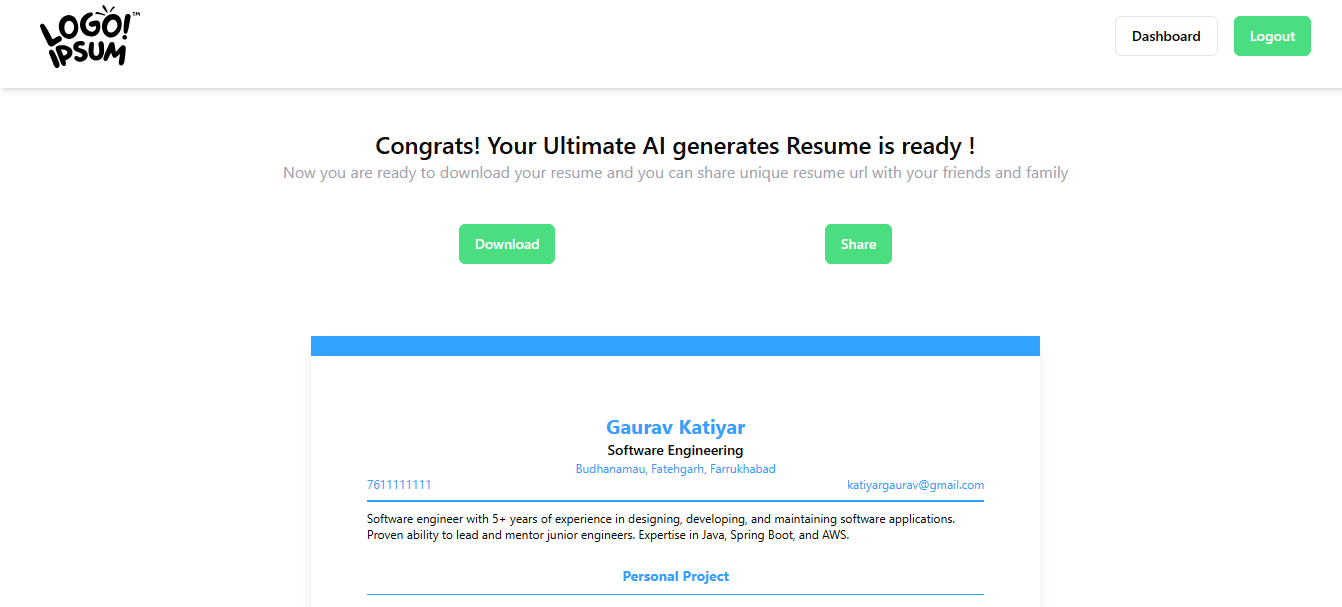 LOGO!™
IPSUM
Dashboard
Logout
Congrats! Your Ultimate AI generates Resume is ready !
Now you are ready to download your resume and you can share unique resume url with your friends and family
Download
Share
Gaurav Katiyar
Software Engineering
Budhanamau, Fatehgarh, Farrukhabad
7611111111
katiyargaurav@gmail.com
Software engineer with 5+ years of experience in designing, developing, and maintaining software applications.
Proven ability to lead and mentor junior engineers. Expertise in Java, Spring Boot, and AWS.
Personal Project